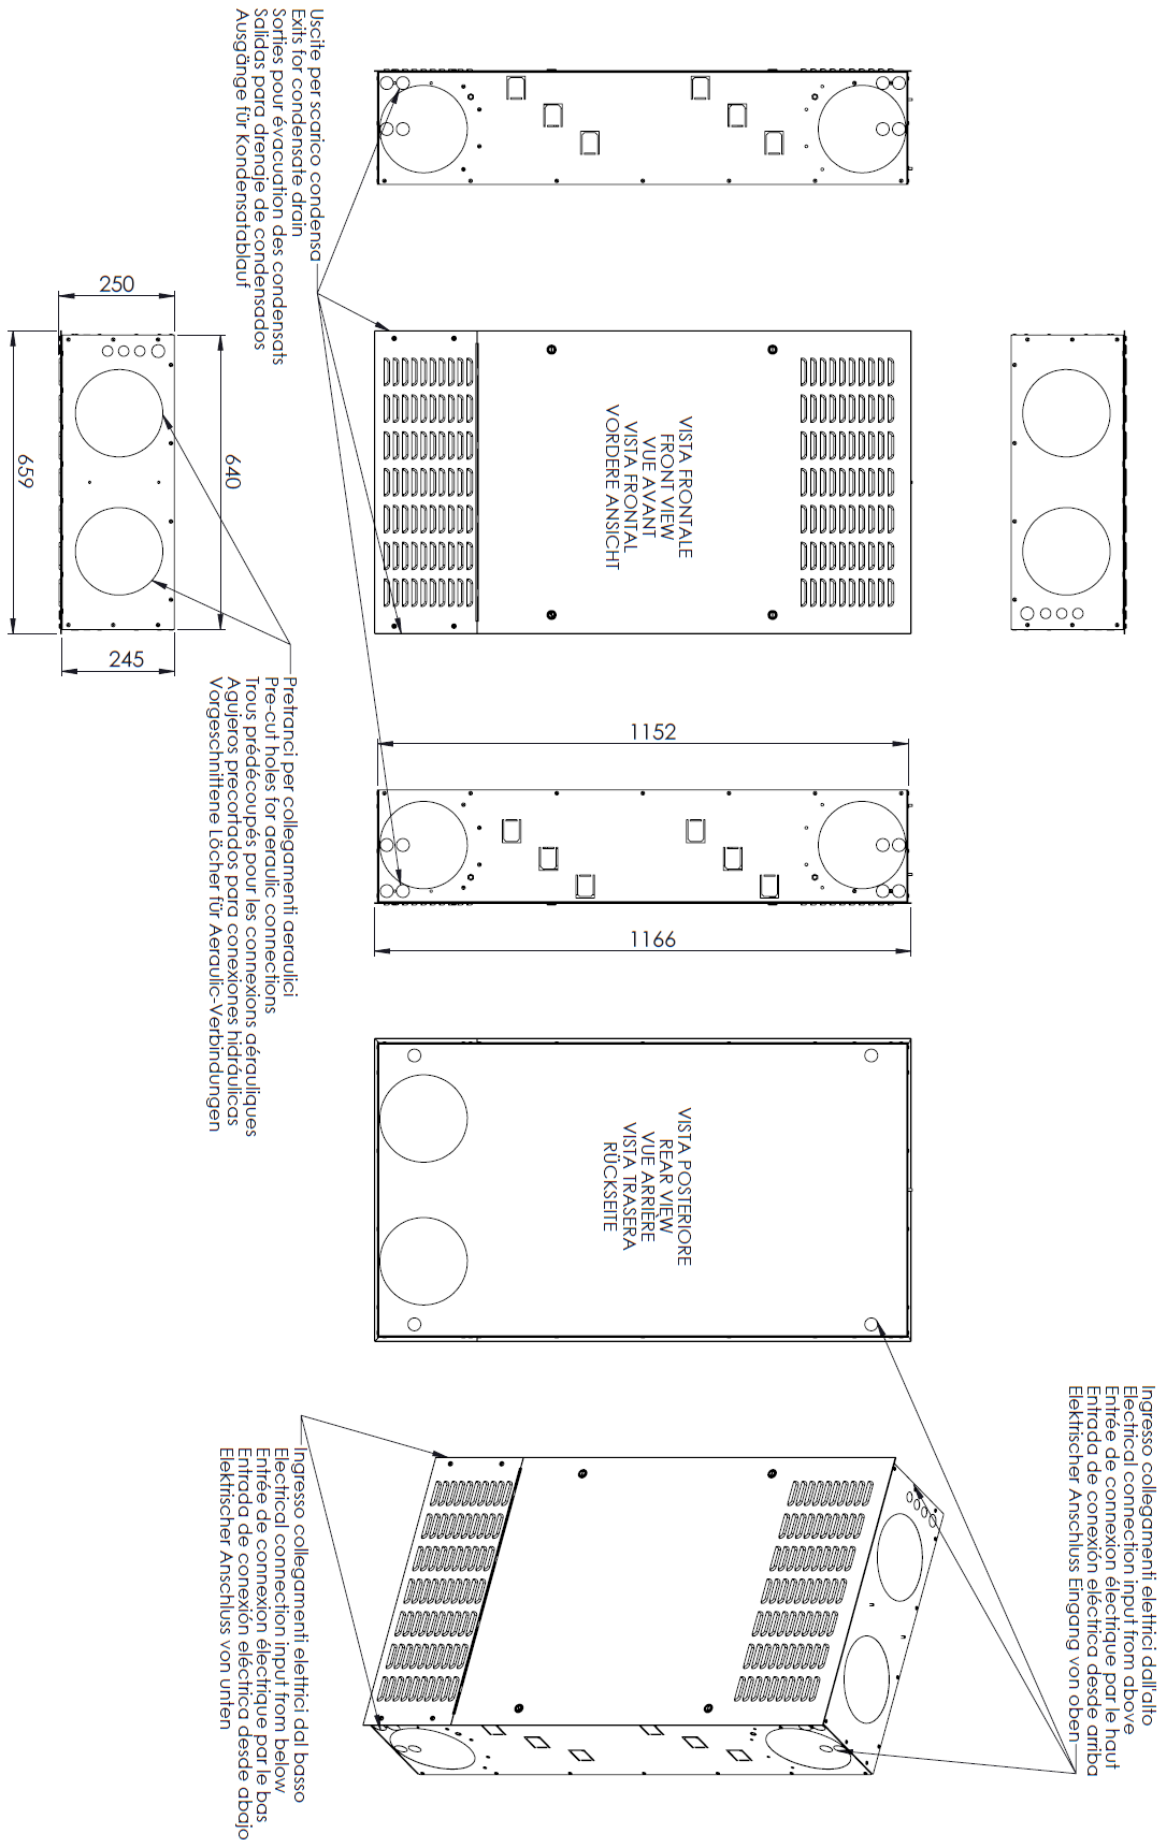 Ingresso collegamenti elettrici dall'alto
Electrical connection input from above
Entrée de connexion électrique par le haut
Entrada de conexión eléctrica desde arriba
Elektrischer Anschluss Eingang von oben
VISTA FRONTALE
FRONT VIEW
VUE AVANT
VISTA FRONTAL
VORDERE ANSICHT
1152
1166
VISTA POSTERIORE
REAR VIEW
VUE ARRIÈRE
VISTA TRASERA
RÜCKSEITE
Uscite per scarico condensa
Exits for condensate drain
Sorties pour évacuation des condensats
Salidas para drenaje de condensados
Ausgänge für Kondensatablauf
250
640
659
245
Pretranci per collegamenti aeraulici
Pre-cut holes for aeraulic connections
Trous prédécoupés pour les connexions aérauliques
Agujeros precortados para conexiones hidráulicas
Vorgeschnittene Löcher für Aeraulic-Verbindungen
Ingresso collegamenti elettrici dal basso
Electrical connection input from below
Entrée de connexion électrique par le bas
Entrada de conexión eléctrica desde abajo
Elektrischer Anschluss von unten